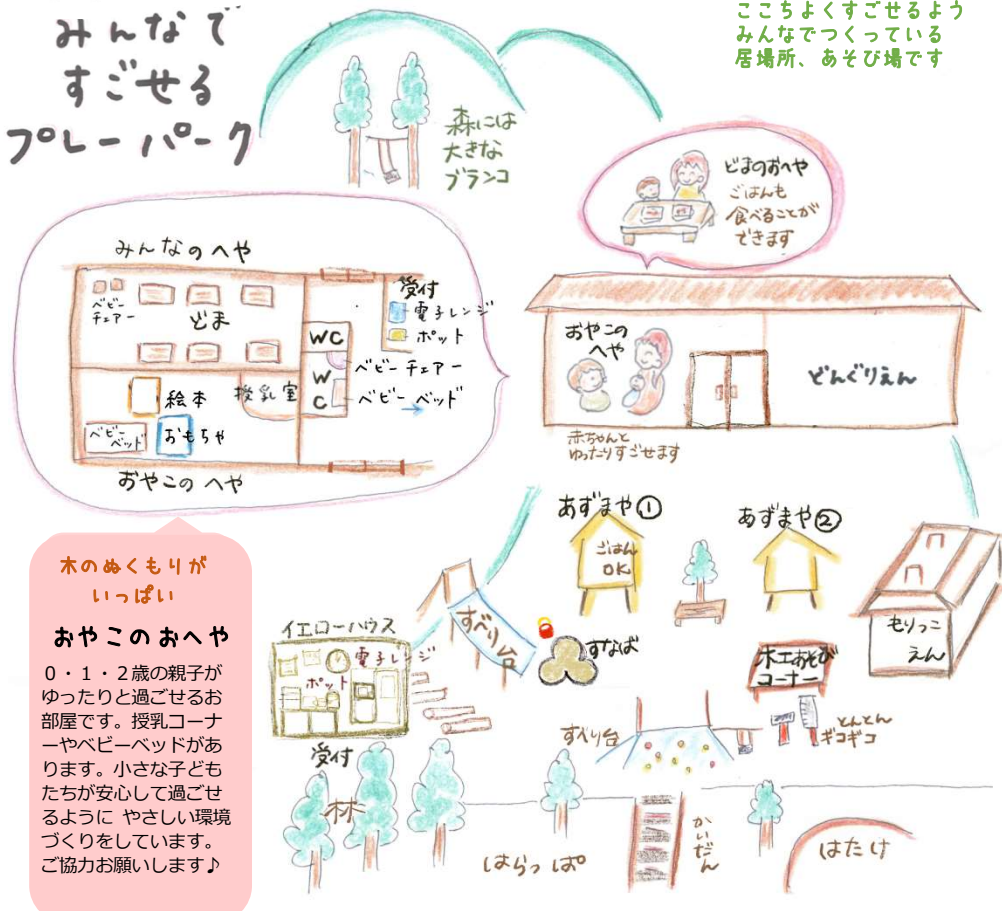 みんなで
すごせる
プレーパーク
ここちよくすごせるよう
みんなでつくっている
居場所、あそび場です
森には
大きな
ブランコ
どまのおへや
ごはんも
食べることが
できます
みんなのへや
ベビー
チェアー
どま
受付
電子レンジ
ポット
WC
ベビーチェアー
W
C
ベビーベッド
授乳室
絵本
おもちゃ
ベビー
ベッド
おやこのへや
おやこの
へや
どんぐりえん
赤ちゃんと
ゆったりすごせます
木のぬくもりが
いっぱい
おやこのおへや
0・1・2歳の親子が
ゆったりと過ごせるお
部屋です。授乳コーナ
ーやベビーベッドがあ
ります。小さな子ども
たちが安心して過ごせ
るように やさしい環境
づくりをしています。
ご協力お願いします♪
あずまや①
ごはん
OK
あずまや②
もりっこ
えん
イエローハウス
電子レンジ
ポット
受付
すべり台
すなば
木工あそび
コーナー
とんとん
ギコギコ
すべり台
林
はらっぱ
かいだん
はたけ